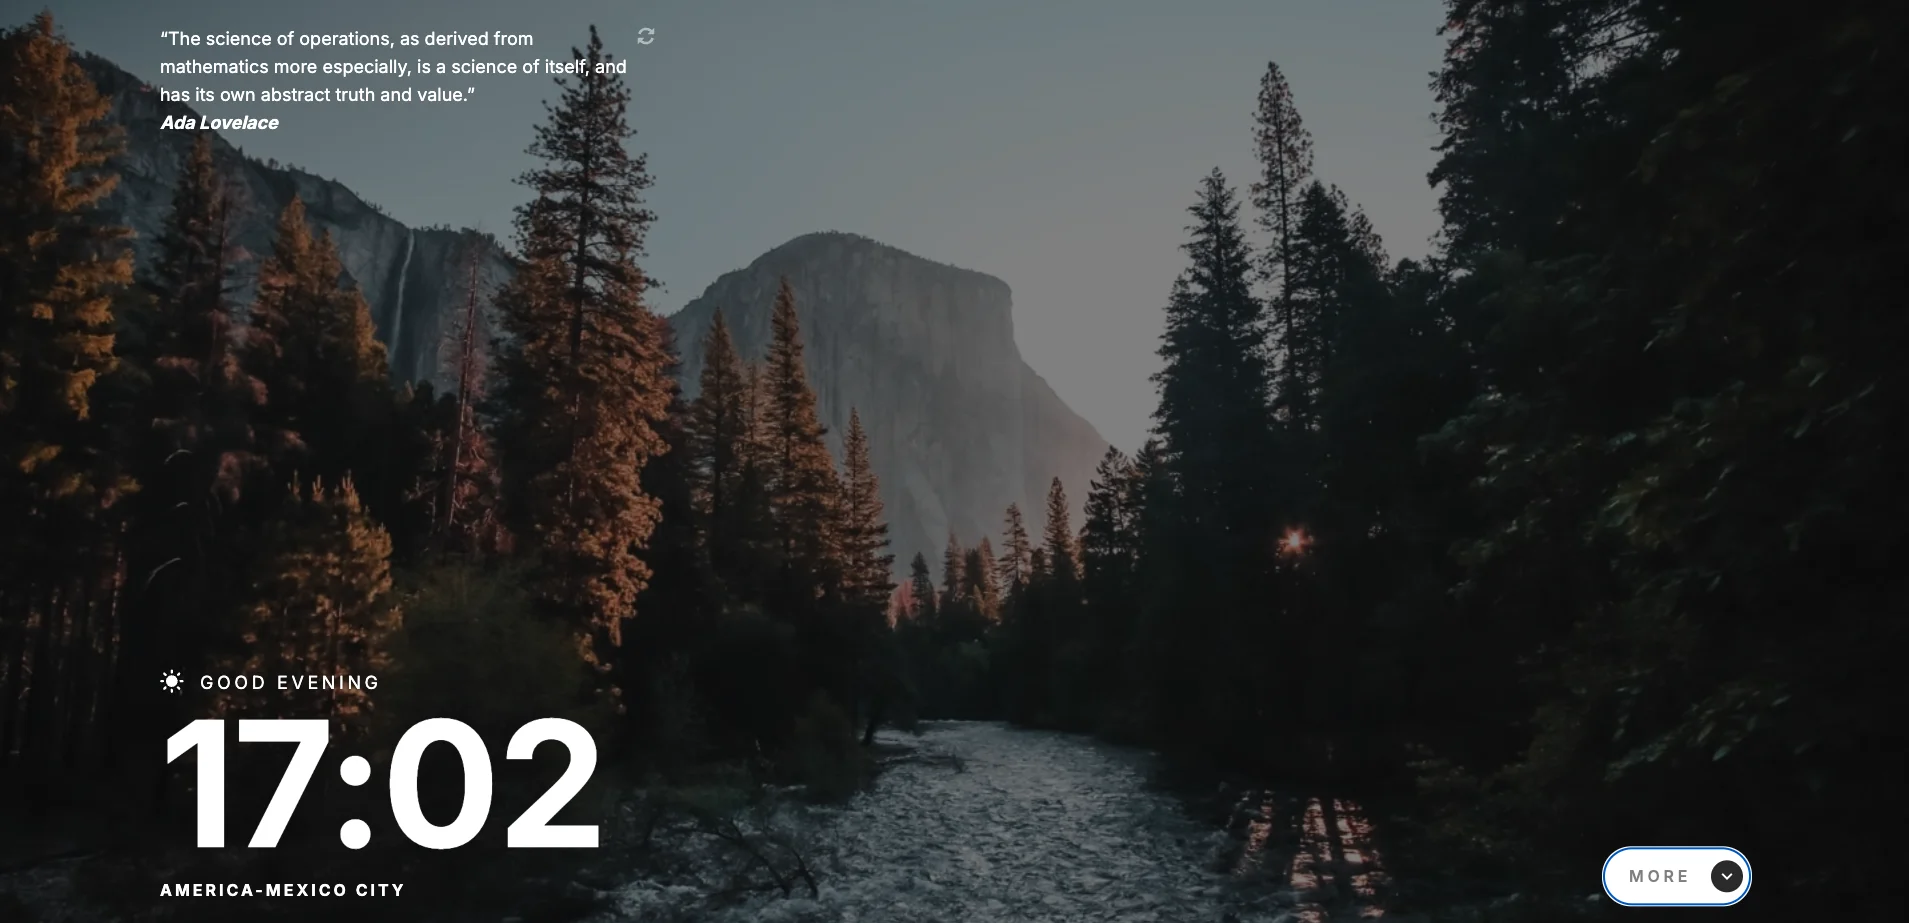 “The science of operations, as derived from
mathematics more especially, is a science of itself, and
has its own abstract truth and value.”
Ada Lovelace
GOOD EVENING
17:02
AMERICA-MEXICO CITY
MORE